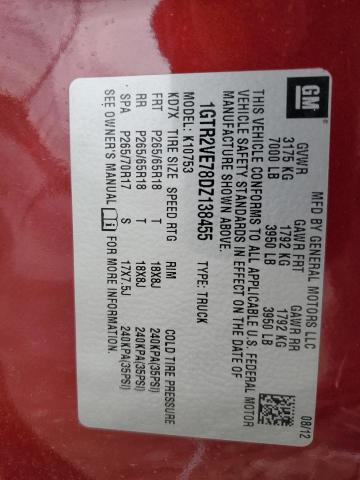 GM
MFD BY GENERAL MOTORS LLC 08/12
GVWR GAWR FRT GAWR RR
3175 KG 1792 KG 1792 KG
7000 LB 3950 LB 3950 LB
THIS VEHICLE CONFORMS TO ALL APPLICABLE U.S. FEDERAL MOTOR
VEHICLE SAFETY STANDARDS IN EFFECT ON THE DATE OF
MANUFACTURE SHOWN ABOVE.
1GTR2VE78DZ138455 TYPE: TRUCK
MODEL: K10753
KD7X TIRE SIZE SPEED RTG RIM COLD TIRE PRESSURE
FRT P265/65R18 T 18X8J 240KPA(35PSI)
RR P265/65R18 T 18X8J 240KPA(35PSI)
SPA P265/70R17 S 17X7.5J 240KPA(35PSI)
SEE OWNER'S MANUAL i FOR MORE INFORMATION.